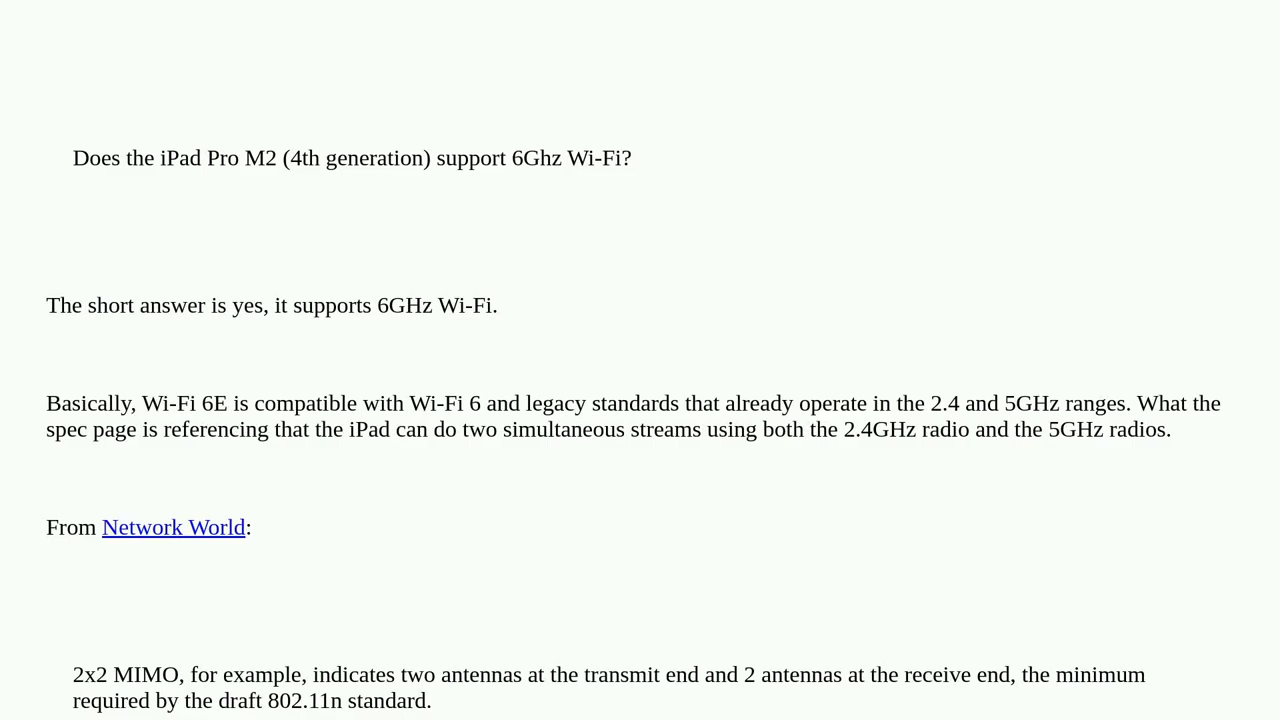 Does the iPad Pro M2 (4th generation) support 6Ghz Wi-Fi?
The short answer is yes, it supports 6GHz Wi-Fi.
Basically, Wi-Fi 6E is compatible with Wi-Fi 6 and legacy standards that already operate in the 2.4 and 5GHz ranges. What the
spec page is referencing that the iPad can do two simultaneous streams using both the 2.4GHz radio and the 5GHz radios.
From Network World:
2x2 MIMO, for example, indicates two antennas at the transmit end and 2 antennas at the receive end, the minimum
required by the draft 802.11n standard.